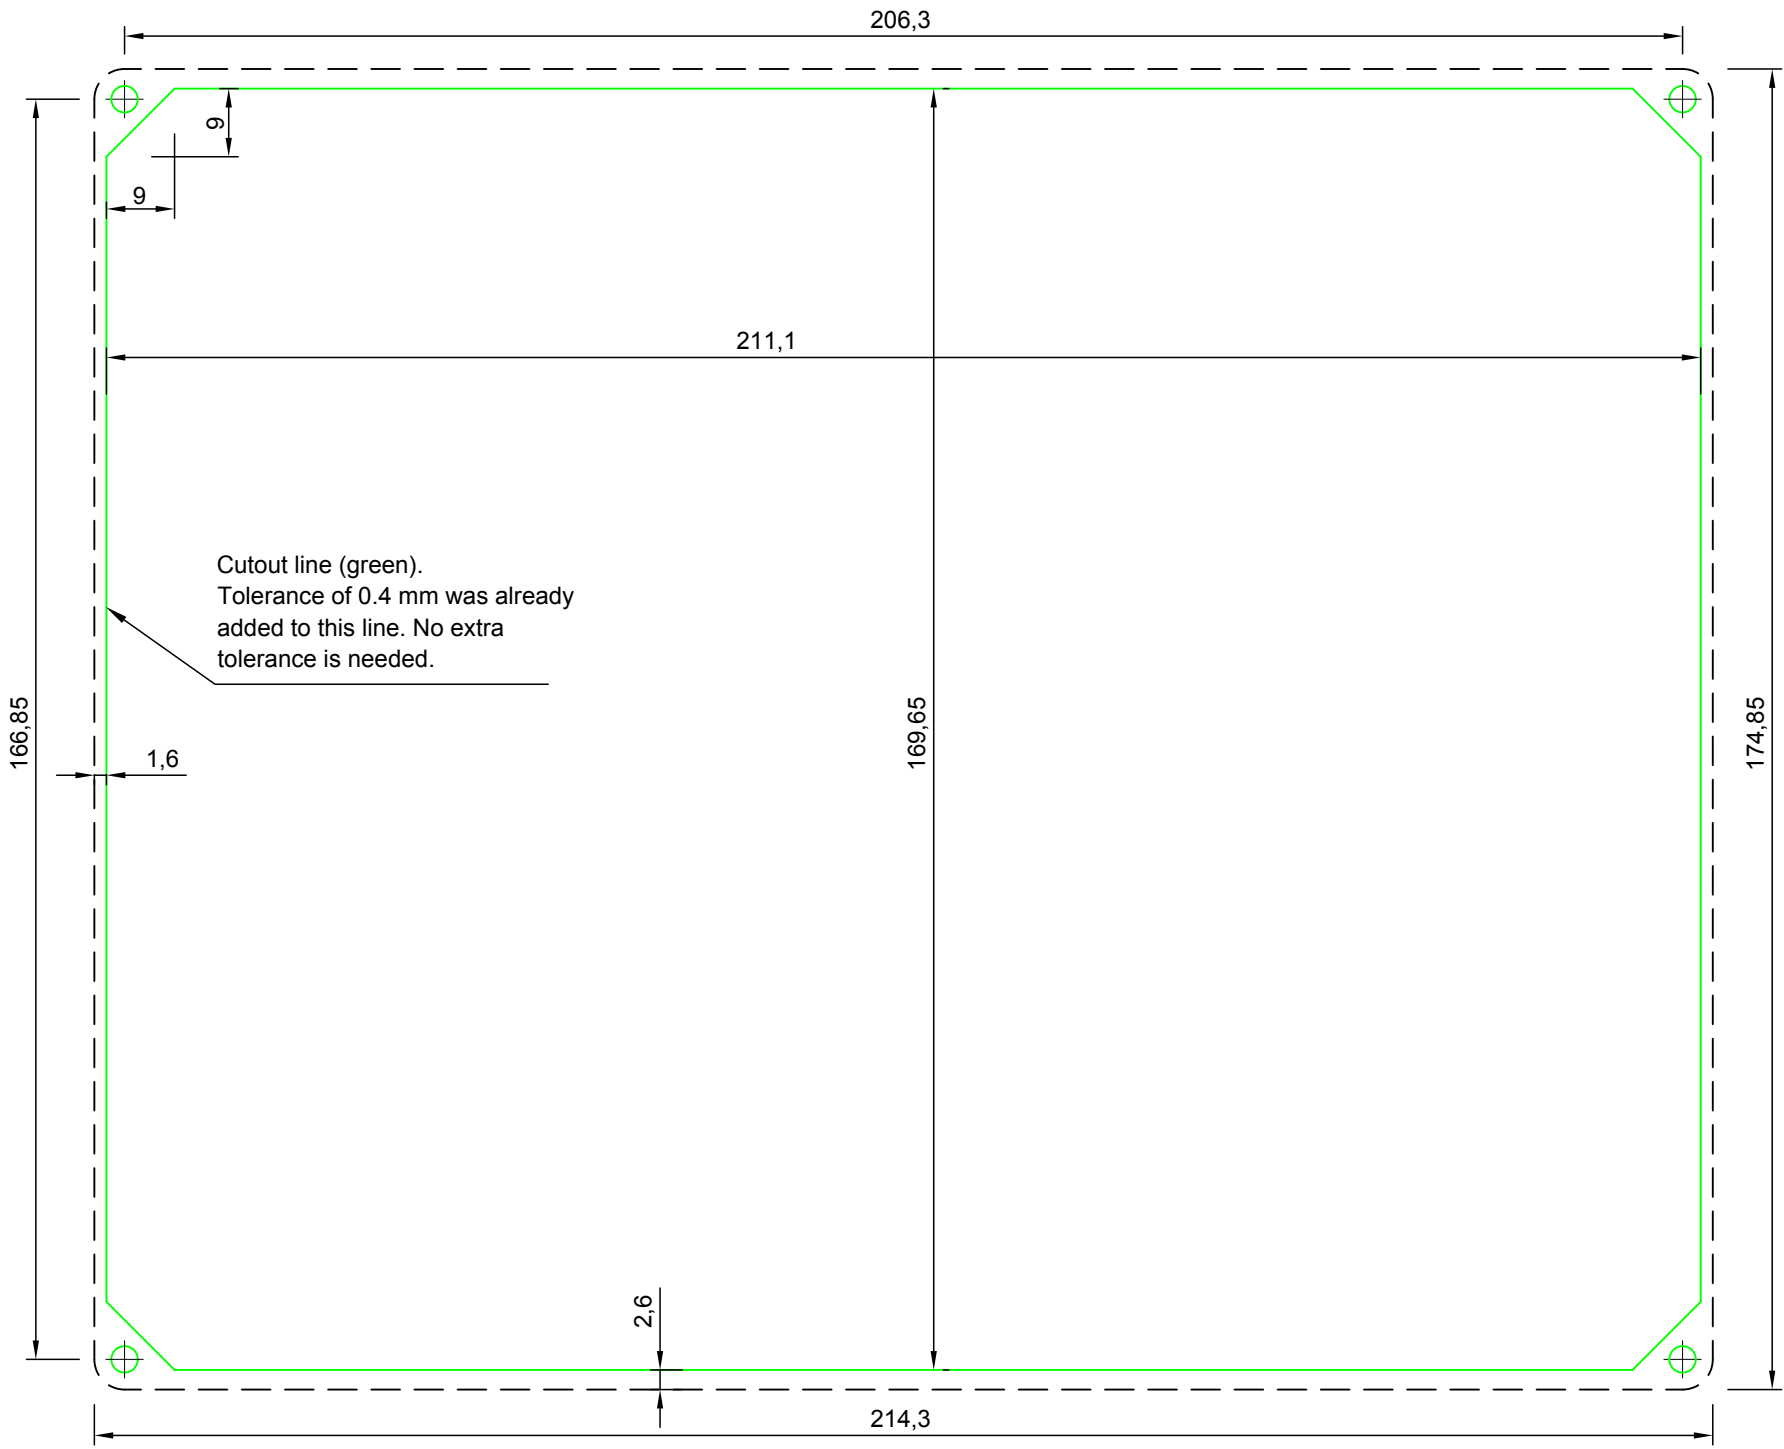 206,3
9
9
211,1
Cutout line (green).
Tolerance of 0.4 mm was already
added to this line. No extra
tolerance is needed.
166,85
169,65
174,85
1,6
2,6
214,3